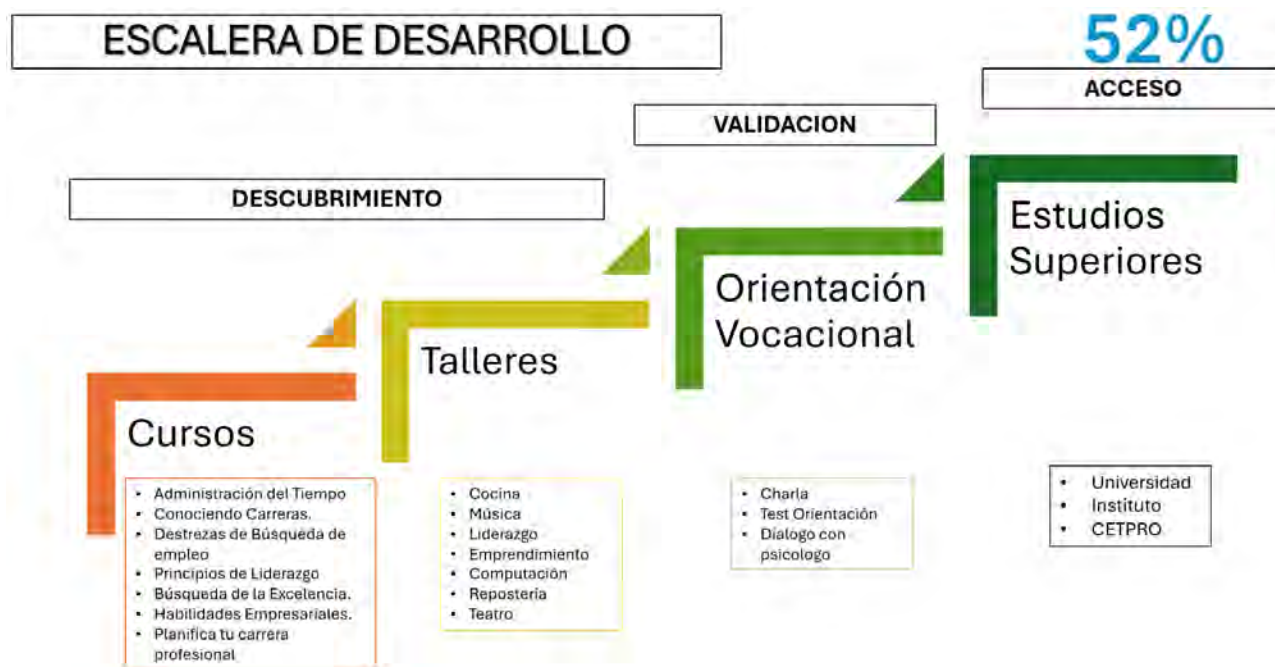 ESCALERA DE DESARROLLO
52%
ACCESO
VALIDACION
DESCUBRIMIENTO
Estudios
Superiores
Orientación
Vocacional
Talleres
Cursos
• Administración del Tiempo
• Conociendo Carreras.
• Destrezas de Búsqueda de
empleo
• Principios de Liderazgo
• Búsqueda de la Excelencia.
• Habilidades Empresariales.
• Planifica tu carrera
profesional
• Cocina
• Música
• Liderazgo
• Emprendimiento
• Computación
• Repostería
• Teatro
• Charla
• Test Orientación
• Dialogo con
psicologo
• Universidad
• Instituto
• CETPRO